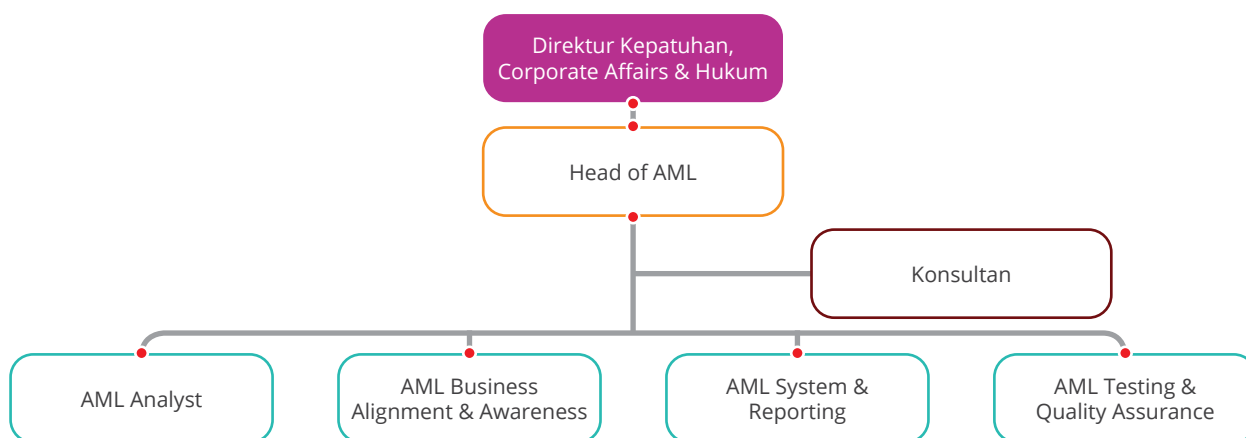 Direktur Kepatuhan,
Corporate Affairs & Hukum
Head of AML
Konsultan
AML Analyst
AML Business
Alignment & Awareness
AML System &
Reporting
AML Testing &
Quality Assurance